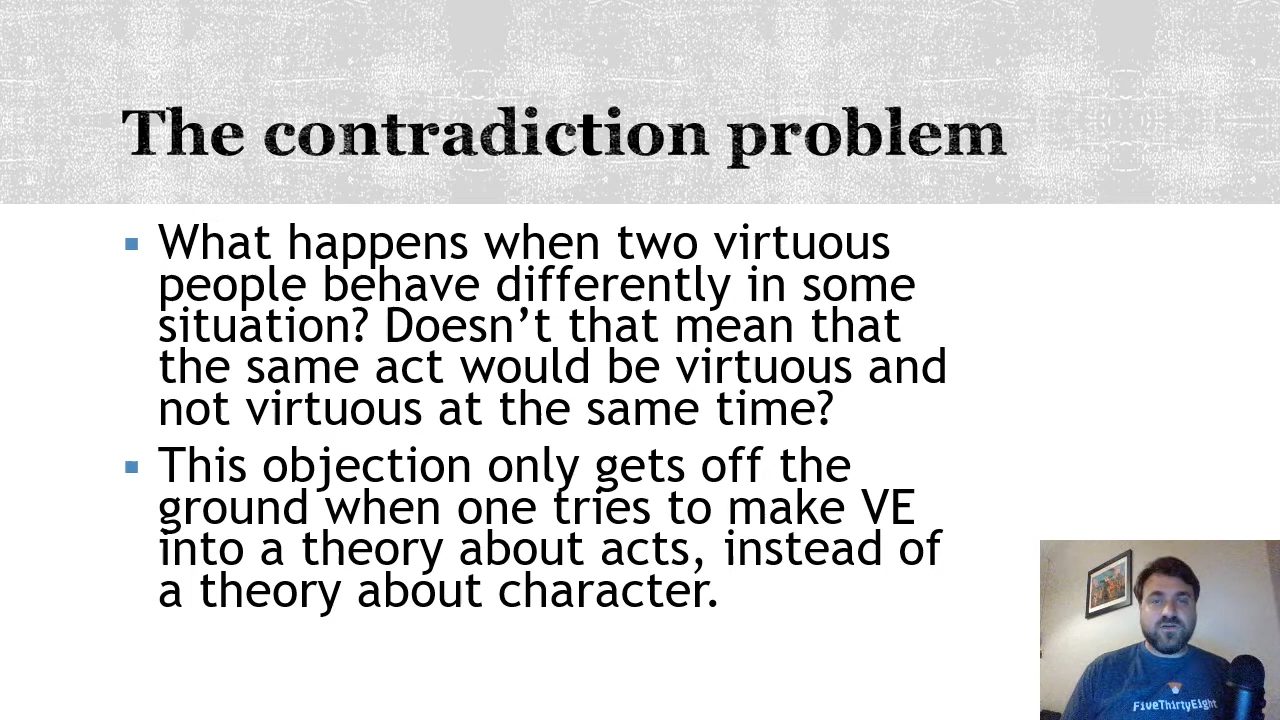 The contradiction problem
What happens when two virtuous
people behave differently in some
situation? Doesn’t that mean that
the same act would be virtuous and
not virtuous at the same time?
This objection only gets off the
ground when one tries to make VE
into a theory about acts, instead of
a theory about character.
FiveThirtyEight